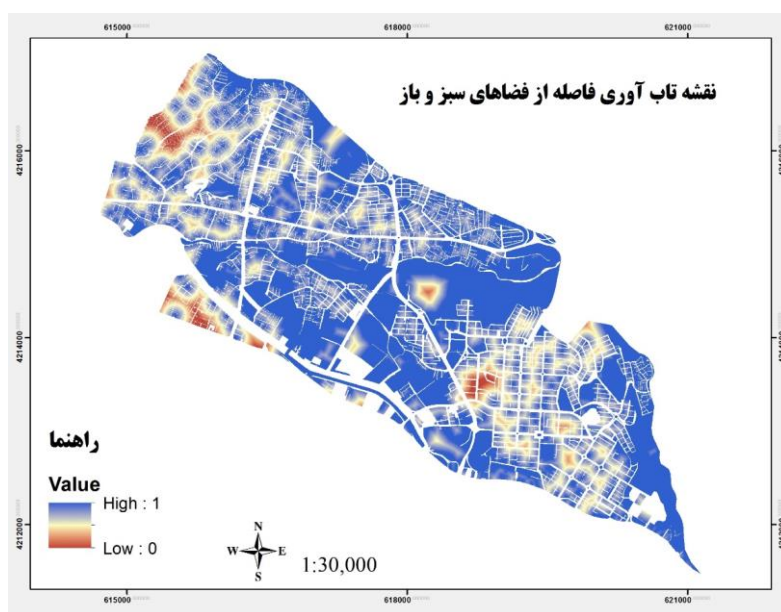 615000 618000 621000
نقشه تاب آوری فاصله از فضاهای سبز و باز
4216000
4214000
راهنما
Value
High : 1
Low : 0
4212000
N
W E
S
1:30,000
615000 618000 621000